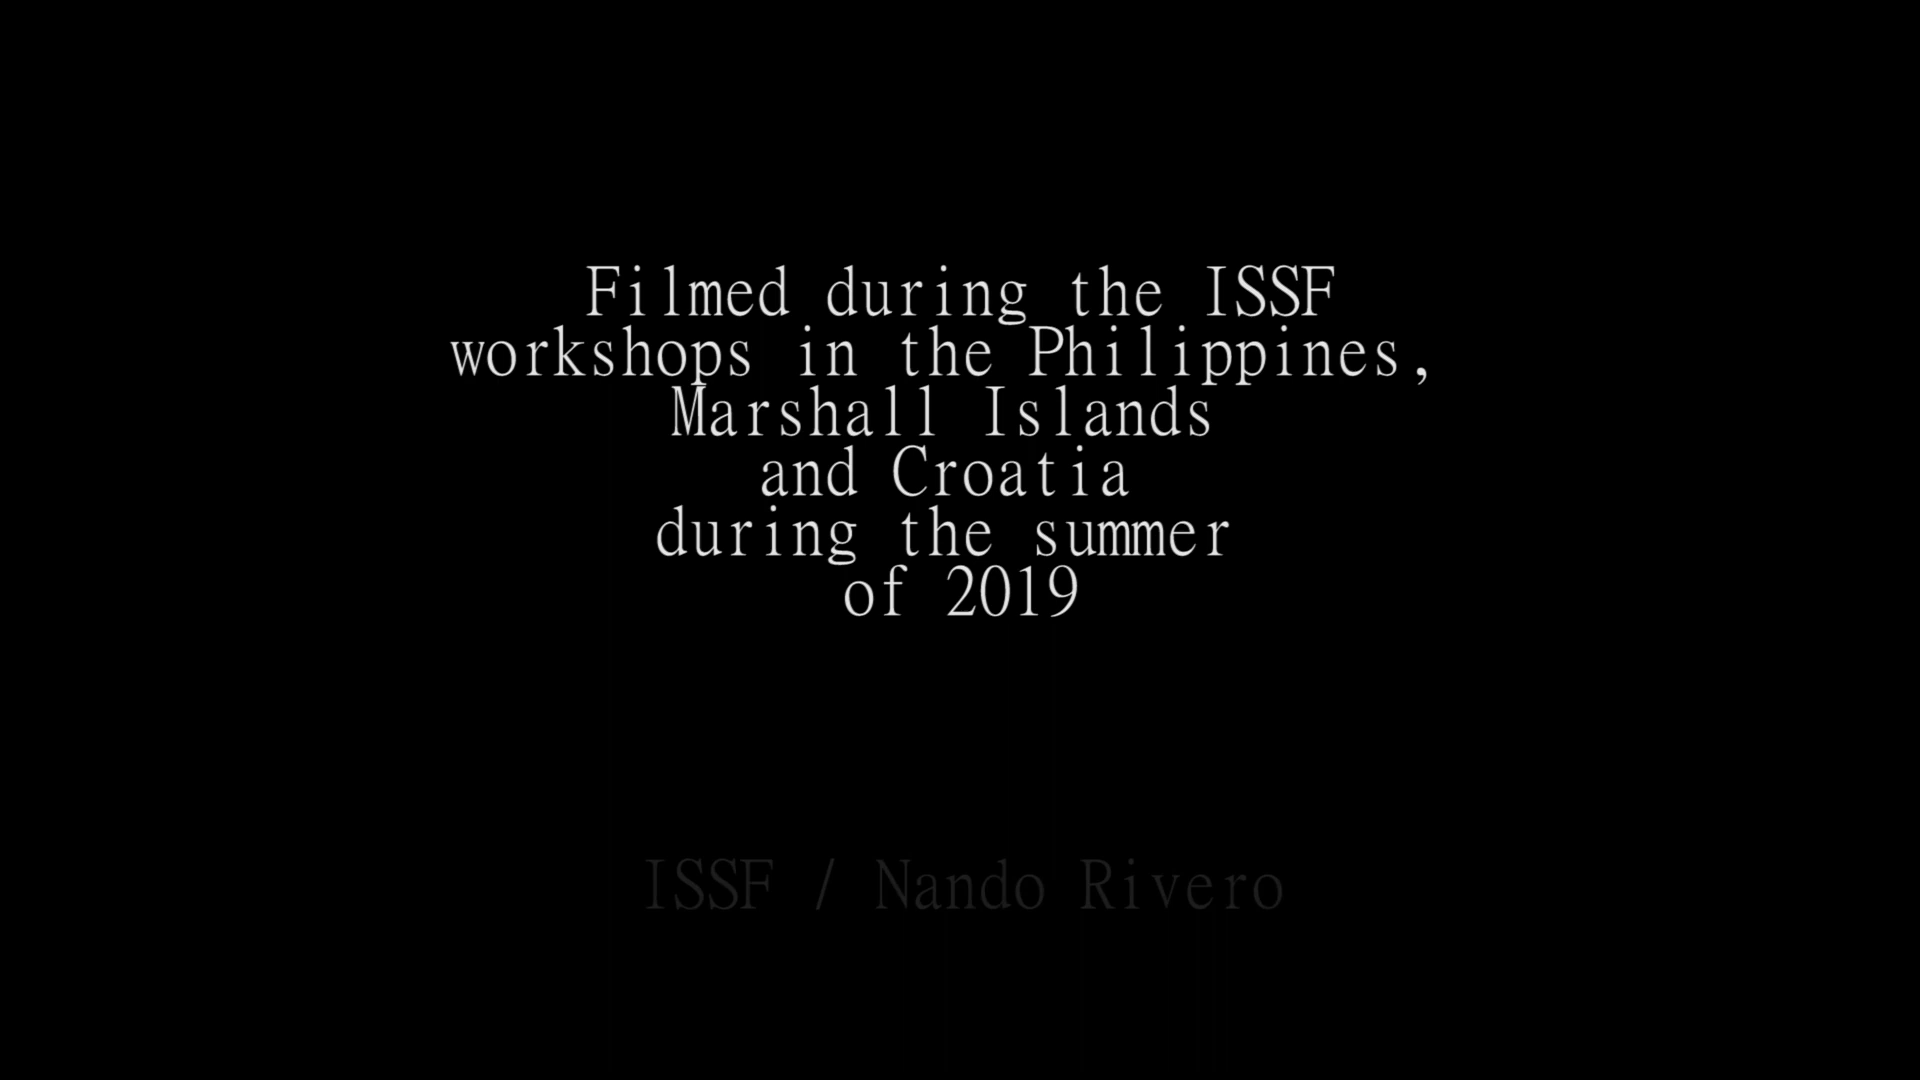 Filmed during the ISSF
workshops in the Philippines,
Marshall Islands
and Croatia
during the summer
of 2019
ISSF / Nando Rivero